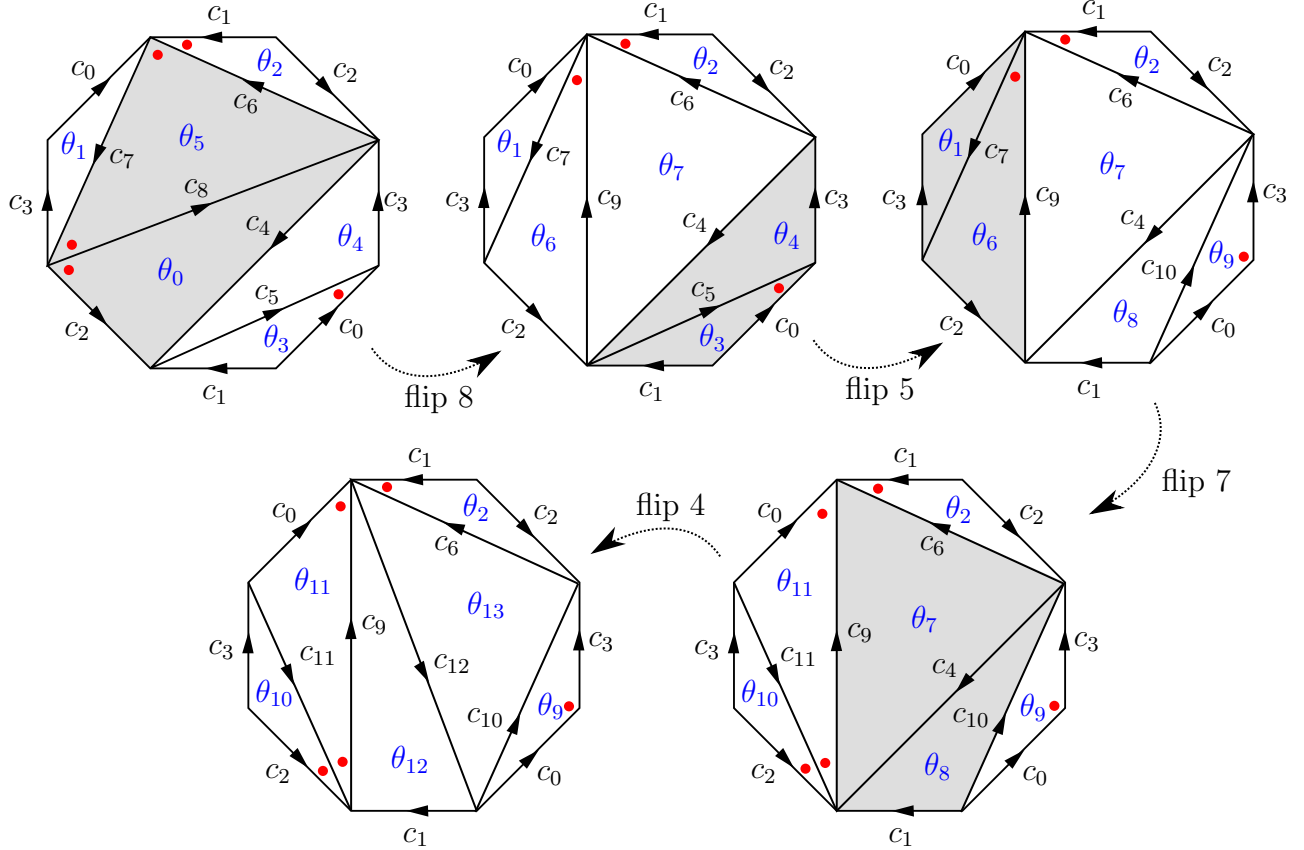 c₁ c₁ c₁
c₀ θ₂ c₂ c₀ θ₂ c₂ c₀ θ₂ c₂
c₆ c₆ c₆
θ₁ θ₅ θ₁ c₇ θ₇ θ₁ c₇ θ₇
c₇ c₈
c₃ c₃ c₃ c₉ c₃ c₃ c₉ c₃
c₄ θ₄ θ₆ c₄ θ₄ θ₆ c₄ θ₉
θ₀ c₅ c₅ c₁₀
c₂ θ₃ c₀ c₂ θ₃ c₀ c₂ θ₈ c₀
c₁ c₁ c₁
flip 8 flip 5
flip 7
flip 4
c₁ c₁
c₀ θ₂ c₂ c₀ θ₂ c₂
c₆ c₆
θ₁₁ θ₁₃ θ₁₁ θ₇
c₃ c₁₁ c₉ c₁₂ c₃ c₃ c₁₁ c₉ c₄ c₃
θ₁₀ c₁₀ θ₉ θ₁₀ c₁₀ θ₉
c₂ θ₁₂ c₀ c₂ θ₈ c₀
c₁ c₁